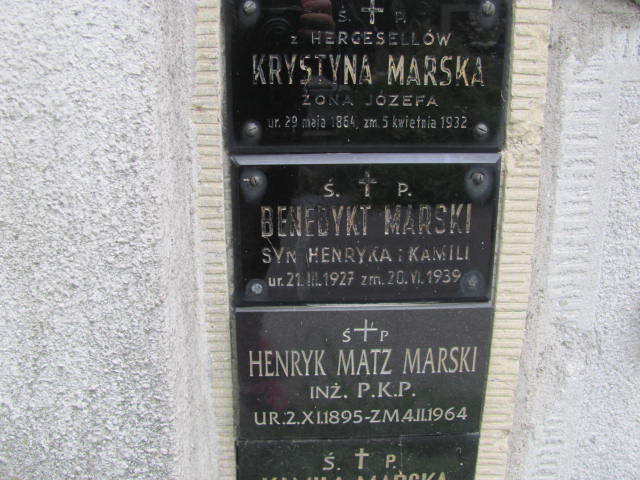 Ś. P.
z HERGESELLÓW
KRYSTYNA MARSKA
ŻONA JÓZEFA
ur. 29 maja 1864, zm. 5 kwietnia 1932
Ś. P.
BENEDYKT MARSKI
SYN HENRYKA i KAMILI
ur. 21. III. 1927 zm. 20. VI. 1939
Ś P
HENRYK MATZ MARSKI
INŻ. P.K.P.
UR.2.XI.1895-ZM.4.II.1964
Ś. P.
KAMILA MARSKA